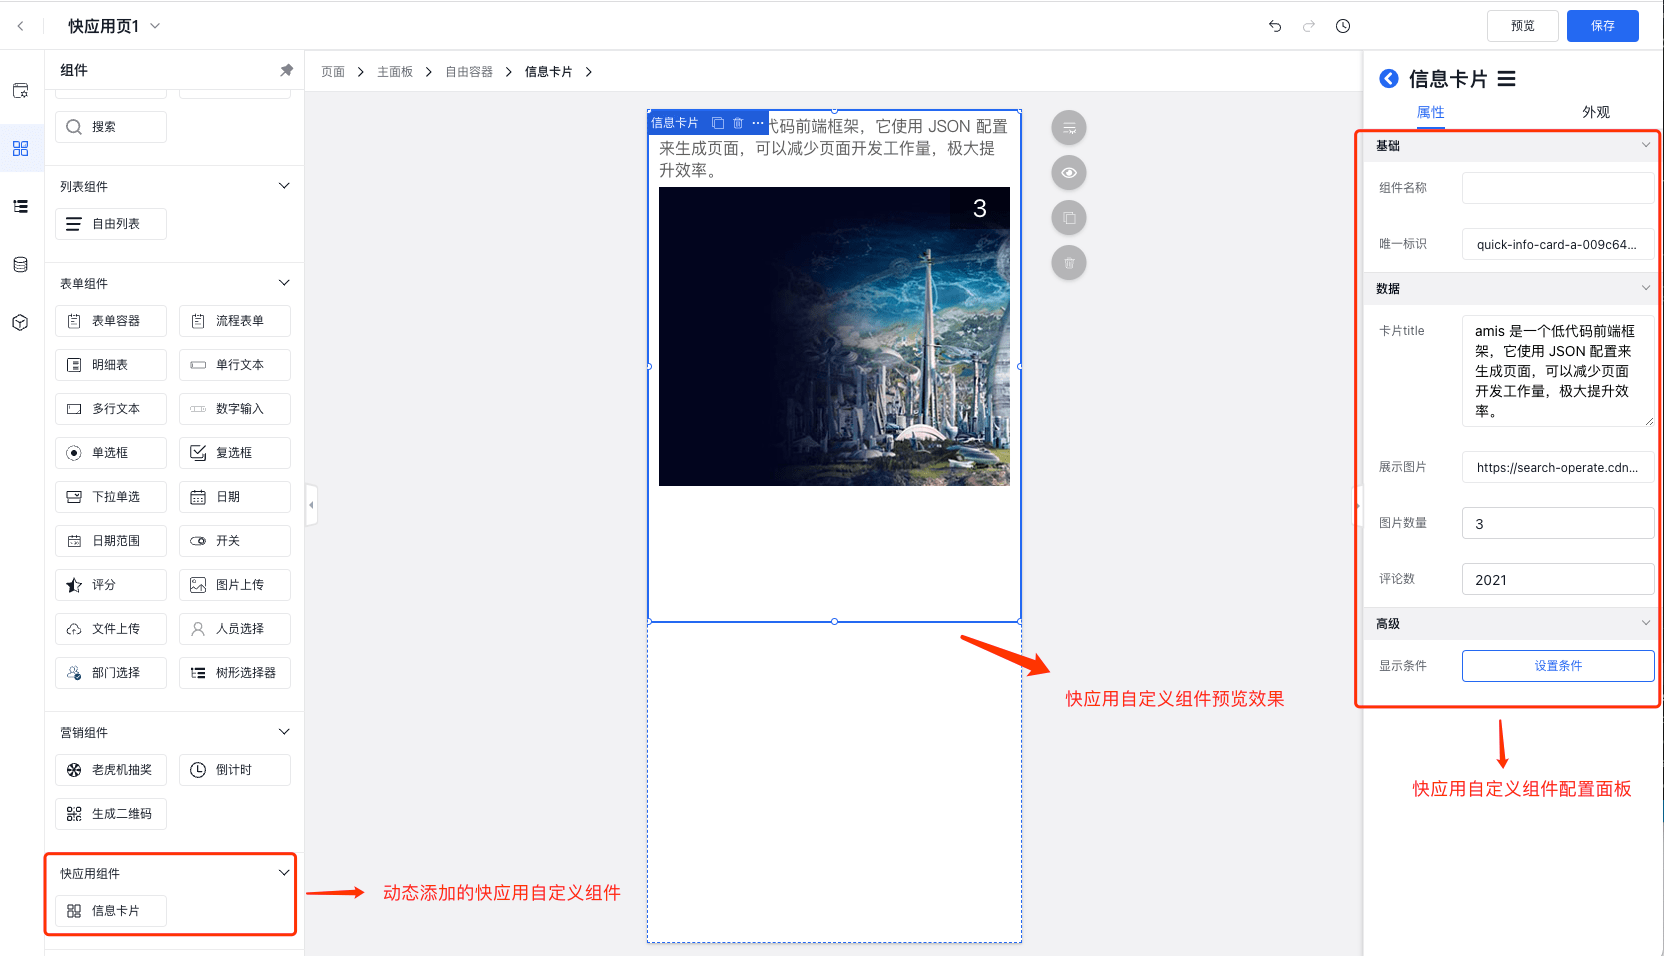 快应用页1
预览
保存
组件
搜索
列表组件
自由列表
表单组件
表单容器
流程表单
明细表
单行文本
多行文本
数字输入
单选框
复选框
下拉单选
日期
日期范围
开关
评分
图片上传
文件上传
人员选择
部门选择
树形选择器
营销组件
老虎机抽奖
倒计时
生成二维码
快应用组件
信息卡片
动态添加的快应用自定义组件
页面 > 主面板 > 自由容器 > 信息卡片 >
信息卡片
代码前端框架，它使用 JSON 配置
来生成页面，可以减少页面开发工作量，极大提
升效率。
3
快应用自定义组件预览效果
信息卡片
属性
外观
基础
组件名称
唯一标识
quick-info-card-a-009c64...
数据
卡片title
amis 是一个低代码前端框
架，它使用 JSON 配置来
生成页面，可以减少页面
开发工作量，极大提升效
率。
展示图片
https://search-operate.cdn...
图片数量
3
评论数
2021
高级
显示条件
设置条件
快应用自定义组件配置面板